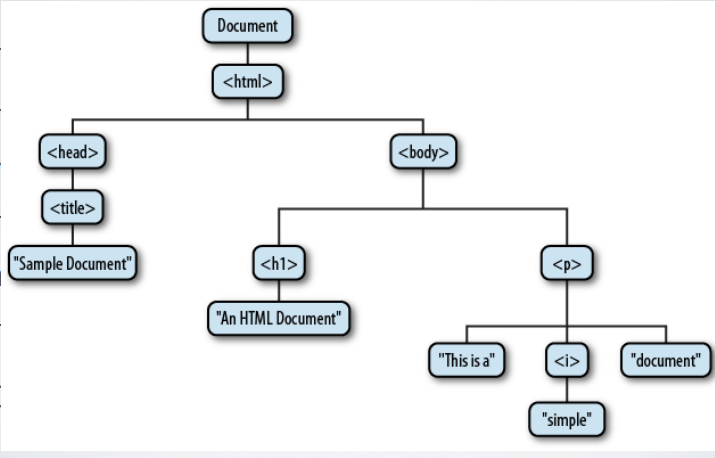 Document
<html>
<head>
<body>
<title>
"Sample Document"
<h1>
<p>
"An HTML Document"
"This is a"
<i>
"document"
"simple"